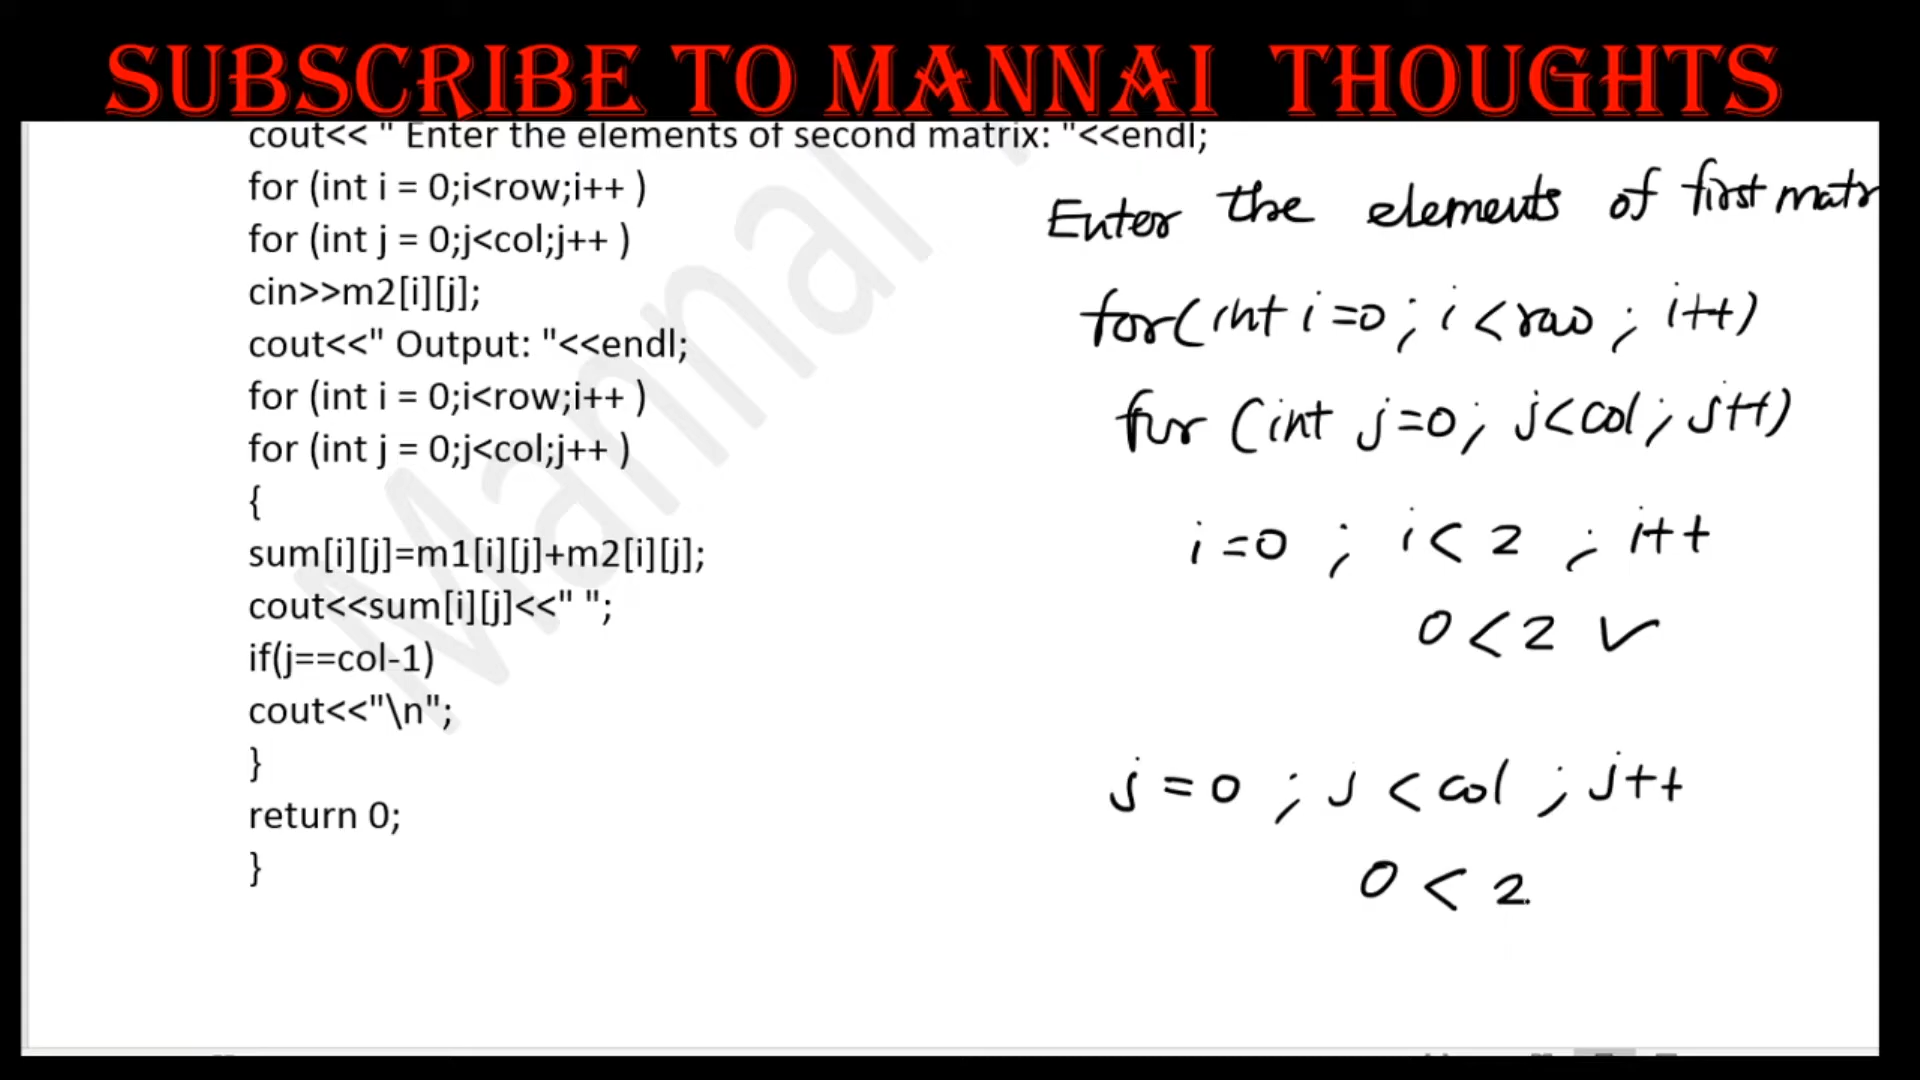 SUBSCRIBE TO MANNAI THOUGHTS
cout<< " Enter the elements of second matrix: "<<endl;
for (int i = 0;i<row;i++ )
for (int j = 0;j<col;j++ )
cin>>m2[i][j];
cout<<" Output: "<<endl;
for (int i = 0;i<row;i++ )
for (int j = 0;j<col;j++ )
{
sum[i][j]=m1[i][j]+m2[i][j];
cout<<sum[i][j]<<" ";
if(j==col-1)
cout<<"\n";
}
return 0;
}
Mannai
Enter the elements of first matr
for(int i=0; i<row; i++)
for (int j=0; j<col; j++)
i=0 ; i<2 ; i++
0<2 ✓
j=0 ; j<col ; j++
0<2